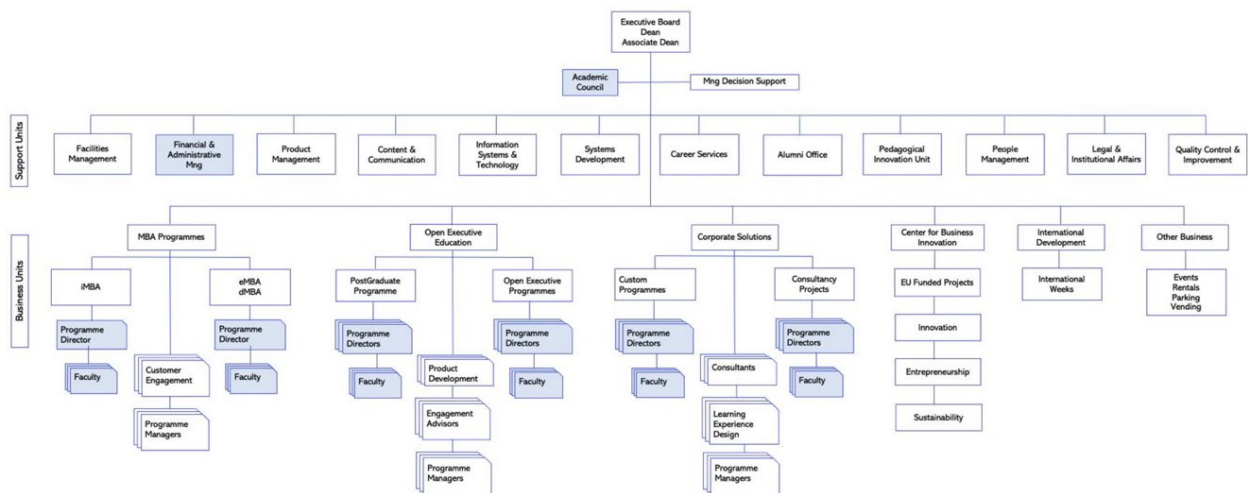 Executive Board
Dean
Associate Dean
Academic
Council
Mng Decision Support
Support Units
Facilities
Management
Financial &
Administrative
Mng
Product
Management
Content &
Communication
Information
Systems &
Technology
Systems
Development
Career Services
Alumni Office
Pedagogical
Innovation Unit
People
Management
Legal &
Institutional Affairs
Quality Control &
Improvement
Business Units
MBA Programmes
Open Executive
Education
Corporate Solutions
Center for Business
Innovation
International
Development
Other Business
iMBA
eMBA
dMBA
PostGraduate
Programme
Open Executive
Programmes
Custom
Programmes
Consultancy
Projects
EU Funded Projects
International
Weeks
Events
Rentals
Parking
Vending
Programme
Director
Programme
Director
Programme
Directors
Programme
Directors
Programme
Directors
Programme
Directors
Innovation
Faculty
Customer
Engagement
Faculty
Faculty
Product
Development
Faculty
Faculty
Consultants
Faculty
Entrepreneurship
Programme
Managers
Engagement
Advisors
Learning
Experience
Design
Sustainability
Programme
Managers
Programme
Managers